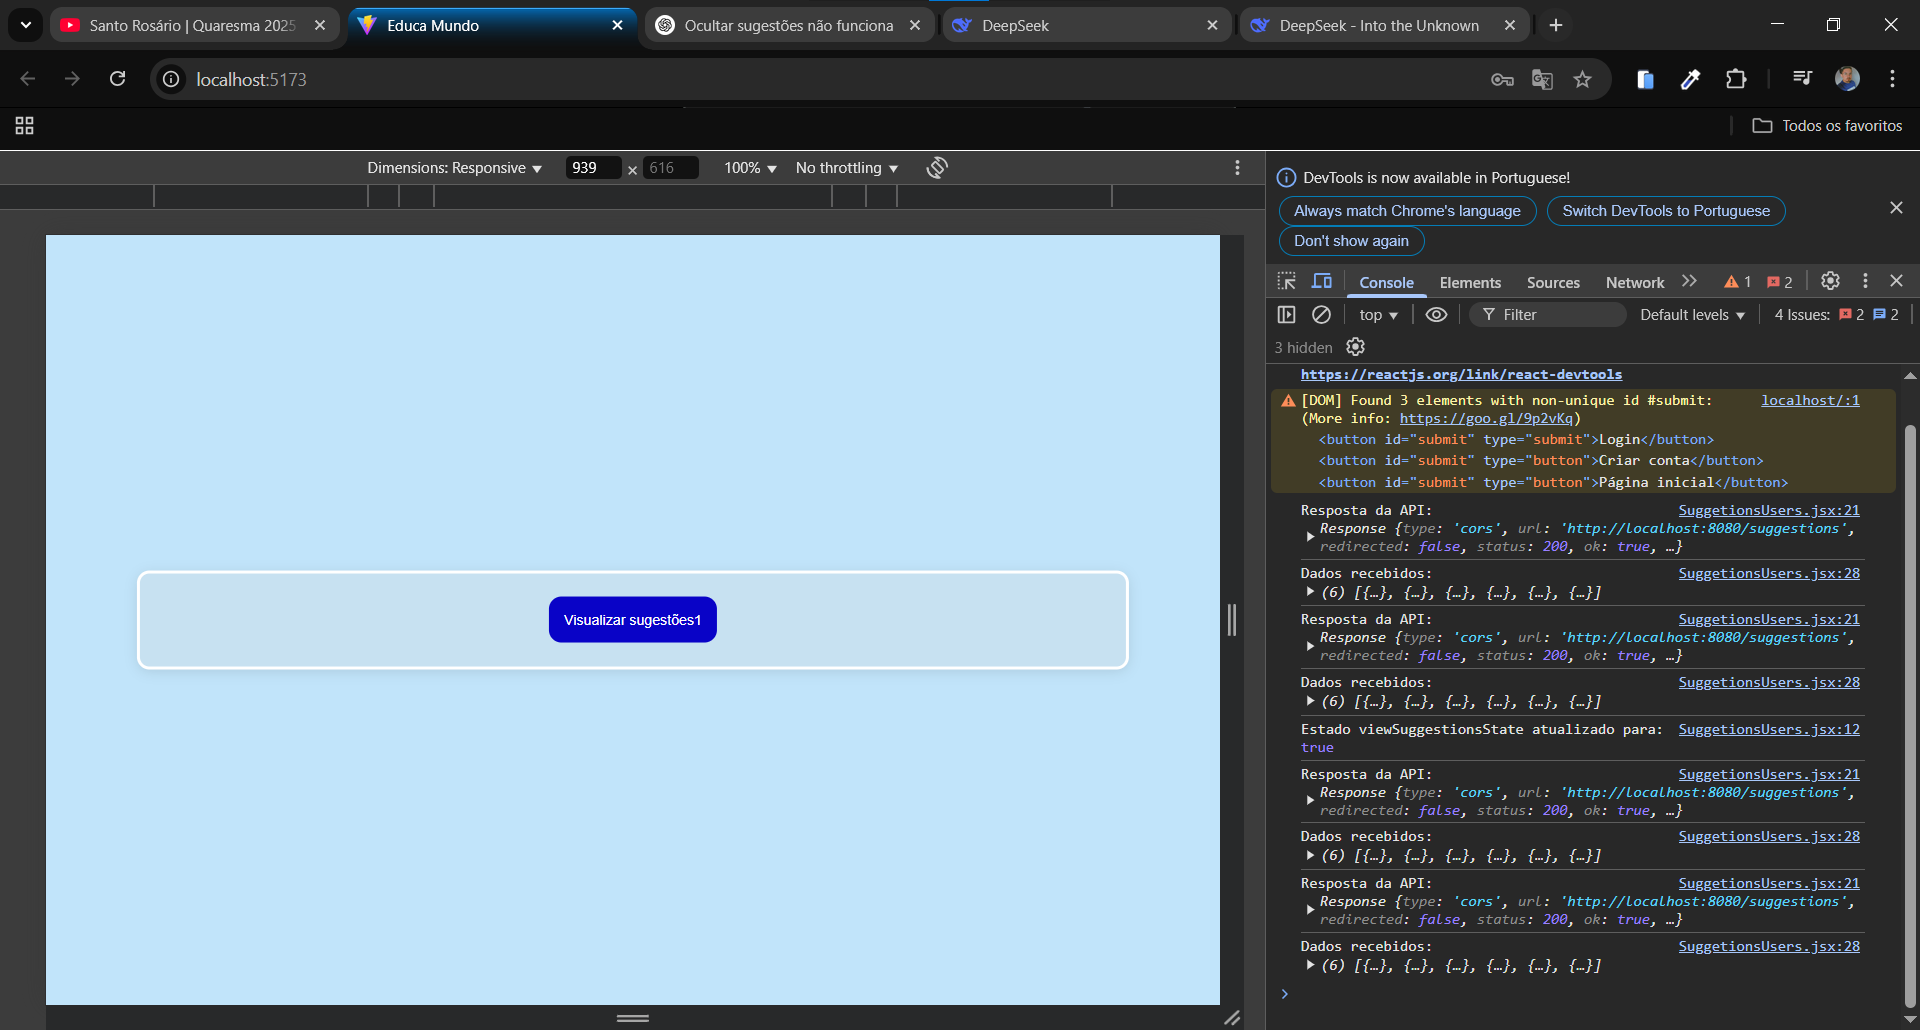 Santo Rosário | Quaresma 2025
Educa Mundo
Ocultar sugestões não funciona
DeepSeek
DeepSeek - Into the Unknown
localhost:5173
Todos os favoritos
Dimensions: Responsive
939 × 616
100%
No throttling
DevTools is now available in Portuguese!
Always match Chrome's language
Switch DevTools to Portuguese
Don't show again
Console
Elements
Sources
Network
1
2
top
Filter
Default levels
4 Issues: 2 2
3 hidden
https://reactjs.org/link/react-devtools
[DOM] Found 3 elements with non-unique id #submit: localhost/:1
(More info: https://goo.gl/9p2vKq)
<button id="submit" type="submit">Login</button>
<button id="submit" type="button">Criar conta</button>
<button id="submit" type="button">Página inicial</button>
Resposta da API: SuggetionsUsers.jsx:21
Response {type: 'cors', url: 'http://localhost:8080/suggestions',
redirected: false, status: 200, ok: true, …}
Dados recebidos: SuggetionsUsers.jsx:28
(6) [{…}, {…}, {…}, {…}, {…}, {…}]
Resposta da API: SuggetionsUsers.jsx:21
Response {type: 'cors', url: 'http://localhost:8080/suggestions',
redirected: false, status: 200, ok: true, …}
Dados recebidos: SuggetionsUsers.jsx:28
(6) [{…}, {…}, {…}, {…}, {…}, {…}]
Estado viewSuggestionsState atualizado para: SuggetionsUsers.jsx:12
true
Resposta da API: SuggetionsUsers.jsx:21
Response {type: 'cors', url: 'http://localhost:8080/suggestions',
redirected: false, status: 200, ok: true, …}
Dados recebidos: SuggetionsUsers.jsx:28
(6) [{…}, {…}, {…}, {…}, {…}, {…}]
Resposta da API: SuggetionsUsers.jsx:21
Response {type: 'cors', url: 'http://localhost:8080/suggestions',
redirected: false, status: 200, ok: true, …}
Dados recebidos: SuggetionsUsers.jsx:28
(6) [{…}, {…}, {…}, {…}, {…}, {…}]
Visualizar sugestões1